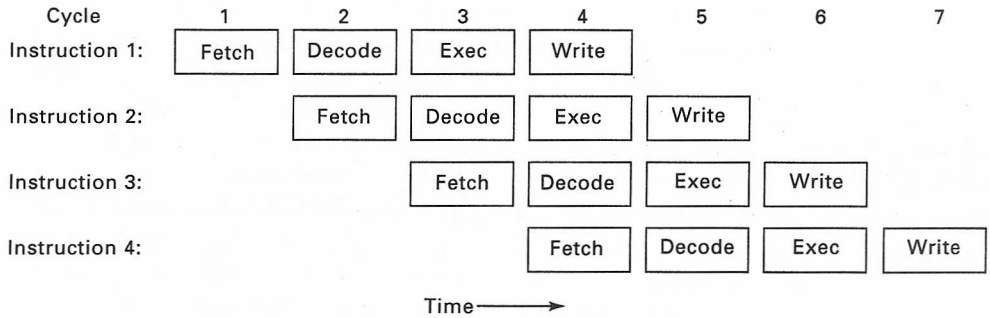 Cycle 1 2 3 4 5 6 7
Instruction 1: Fetch Decode Exec Write
Instruction 2: Fetch Decode Exec Write
Instruction 3: Fetch Decode Exec Write
Instruction 4: Fetch Decode Exec Write
Time